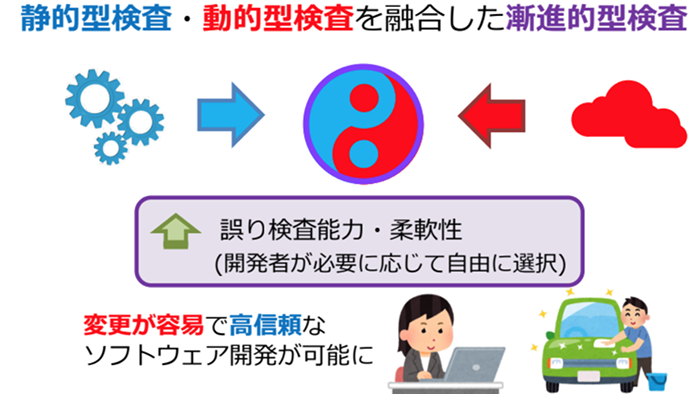 静的型検査・動的型検査を融合した漸進的型検査
誤り検査能力・柔軟性
(開発者が必要に応じて自由に選択)
変更が容易で高信頼な
ソフトウェア開発が可能に